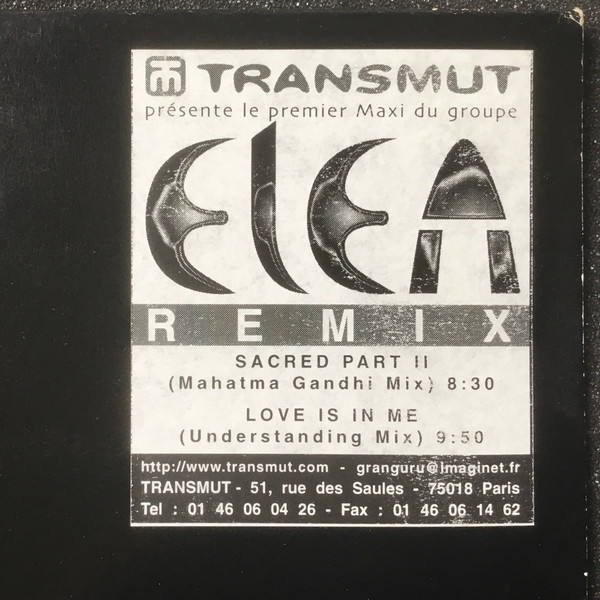 TRANSMUT
présente le premier Maxi du groupe
ElEA
REMIX
SACRED PART II
(Mahatma Gandhi Mix) 8:30
LOVE IS IN ME
(Understanding Mix) 9:50
http://www.transmut.com - granguru@imaginet.fr
TRANSMUT - 51, rue des Saules - 75018 Paris
Tel : 01 46 06 04 26 - Fax : 01 46 06 14 62